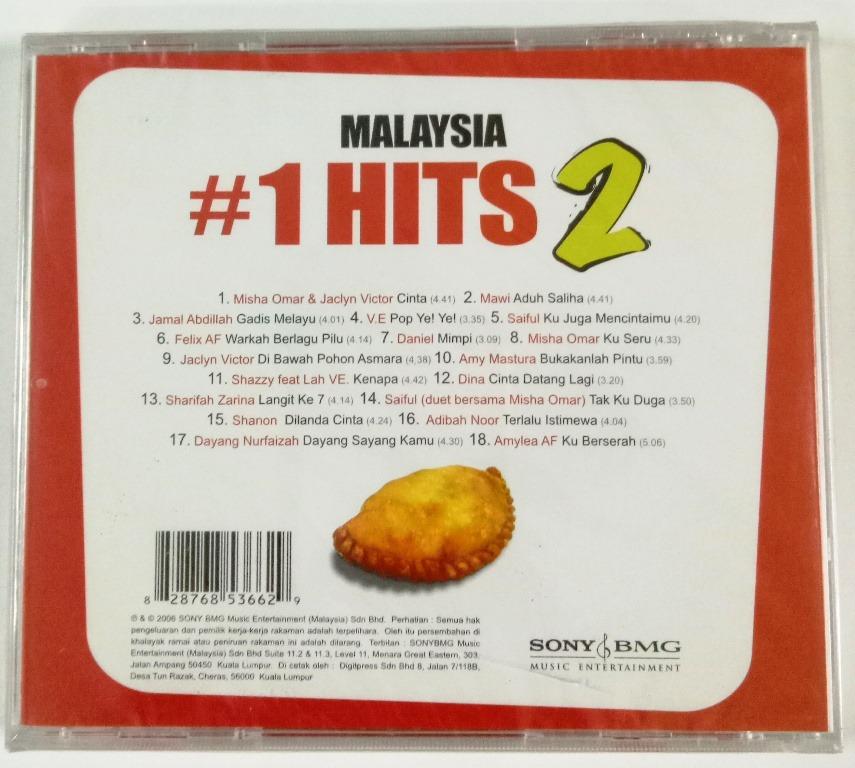 MALAYSIA
#1 HITS 2
1. Misha Omar & Jaclyn Victor Cinta (4.41) 2. Mawi Aduh Saliha (4.41)
3. Jamal Abdillah Gadis Melayu (4.01) 4. V.E Pop Ye! Ye! (3.35) 5. Saiful Ku Juga Mencintaimu (4.20)
6. Felix AF Warkah Berlagu Pilu (4.14) 7. Daniel Mimpi (3.09) 8. Misha Omar Ku Seru (4.33)
9. Jaclyn Victor Di Bawah Pohon Asmara (4,38) 10. Amy Mastura Bukakanlah Pintu (3.59)
11. Shazzy feat Lah VE. Kenapa (4.42) 12. Dina Cinta Datang Lagi (3.20)
13. Sharifah Zarina Langit Ke 7 (4.14) 14. Saiful (duet bersama Misha Omar) Tak Ku Duga (3.50)
15. Shanon Dilanda Cinta (4.24) 16. Adibah Noor Terlalu Istimewa (4.04)
17. Dayang Nurfaizah Dayang Sayang Kamu (4.30) 18. Amylea AF Ku Berserah (5.06)
8 28768 53662 9
℗ & © 2006 SONY BMG Music Entertainment (Malaysia) Sdn Bhd. Perhatian : Semua hak
pengeluaran dan pemilik kerja-kerja rakaman adalah terpelihara. Oleh itu persembahan di
khalayak ramai atau peniruan rakaman ini adalah dilarang. Terbitan : SONYBMG Music
Entertainment (Malaysia) Sdn Bhd Suite 11.2 & 11.3, Level 11, Menara Great Eastern, 303,
Jalan Ampang 50450 Kuala Lumpur. Di cetak oleh : Digitpress Sdn Bhd 8, Jalan 7/118B,
Desa Tun Razak, Cheras, 56000 Kuala Lumpur
SONY BMG
MUSIC ENTERTAINMENT